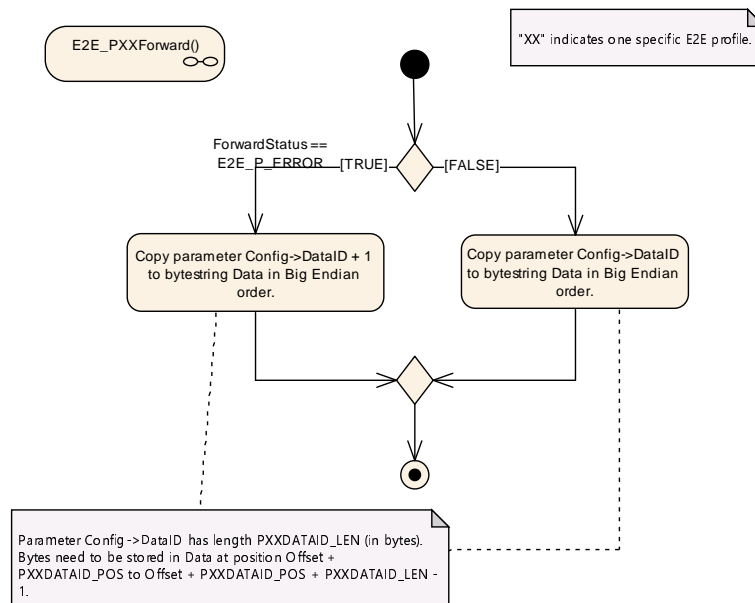 E2E_PXXForward()
"XX" indicates one specific E2E profile.
ForwardStatus ==
E2E_P_ERROR
[TRUE]
[FALSE]
Copy parameter Config->DataID + 1
to bytestring Data in Big Endian
order.
Copy parameter Config->DataID
to bytestring Data in Big Endian
order.
Parameter Config->DataID has length PXXDATAID_LEN (in bytes).
Bytes need to be stored in Data at position Offset +
PXXDATAID_POS to Offset + PXXDATAID_POS + PXXDATAID_LEN -
1.